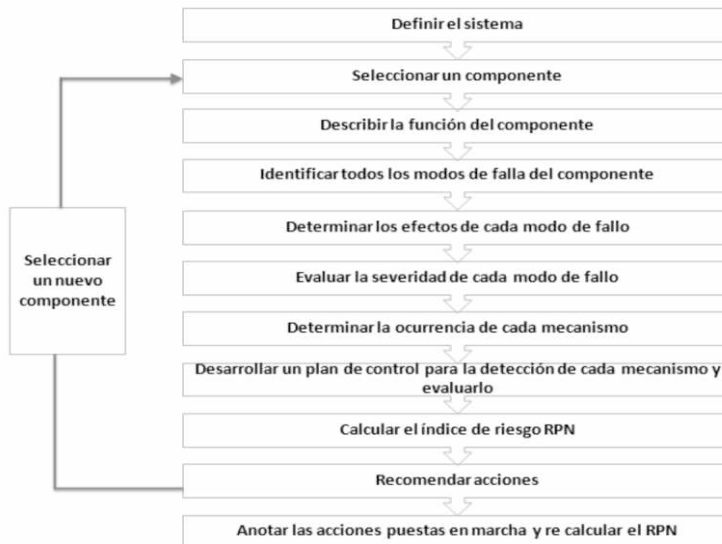 Definir el sistema
Seleccionar un componente
Describir la función del componente
Identificar todos los modos de falla del componente
Determinar los efectos de cada modo de fallo
Evaluar la severidad de cada modo de fallo
Determinar la ocurrencia de cada mecanismo
Desarrollar un plan de control para la detección de cada mecanismo y
evaluarlo
Calcular el índice de riesgo RPN
Recomendar acciones
Anotar las acciones puestas en marcha y re calcular el RPN
Seleccionar
un nuevo
componente